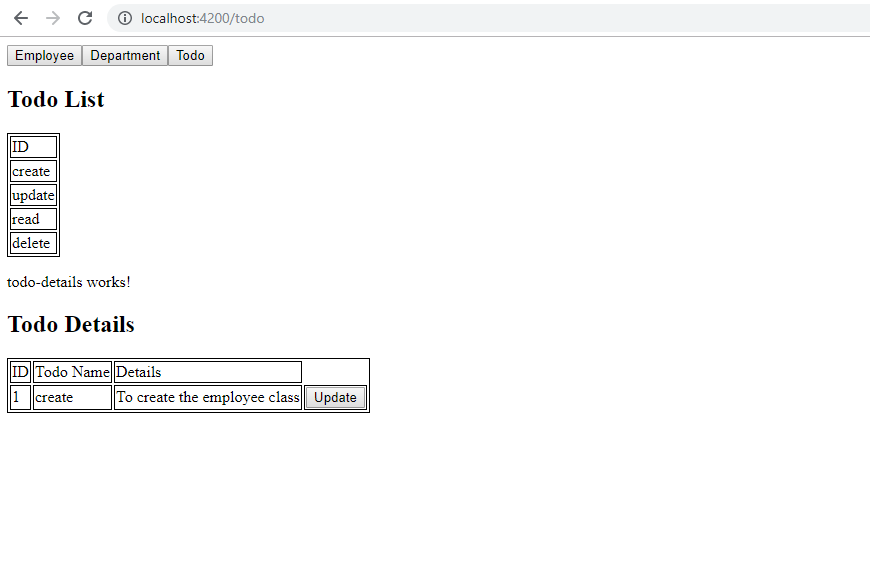 localhost:4200/todo
Employee Department Todo
Todo List
ID
create
update
read
delete
todo-details works!
Todo Details
ID Todo Name Details
1 create To create the employee class Update